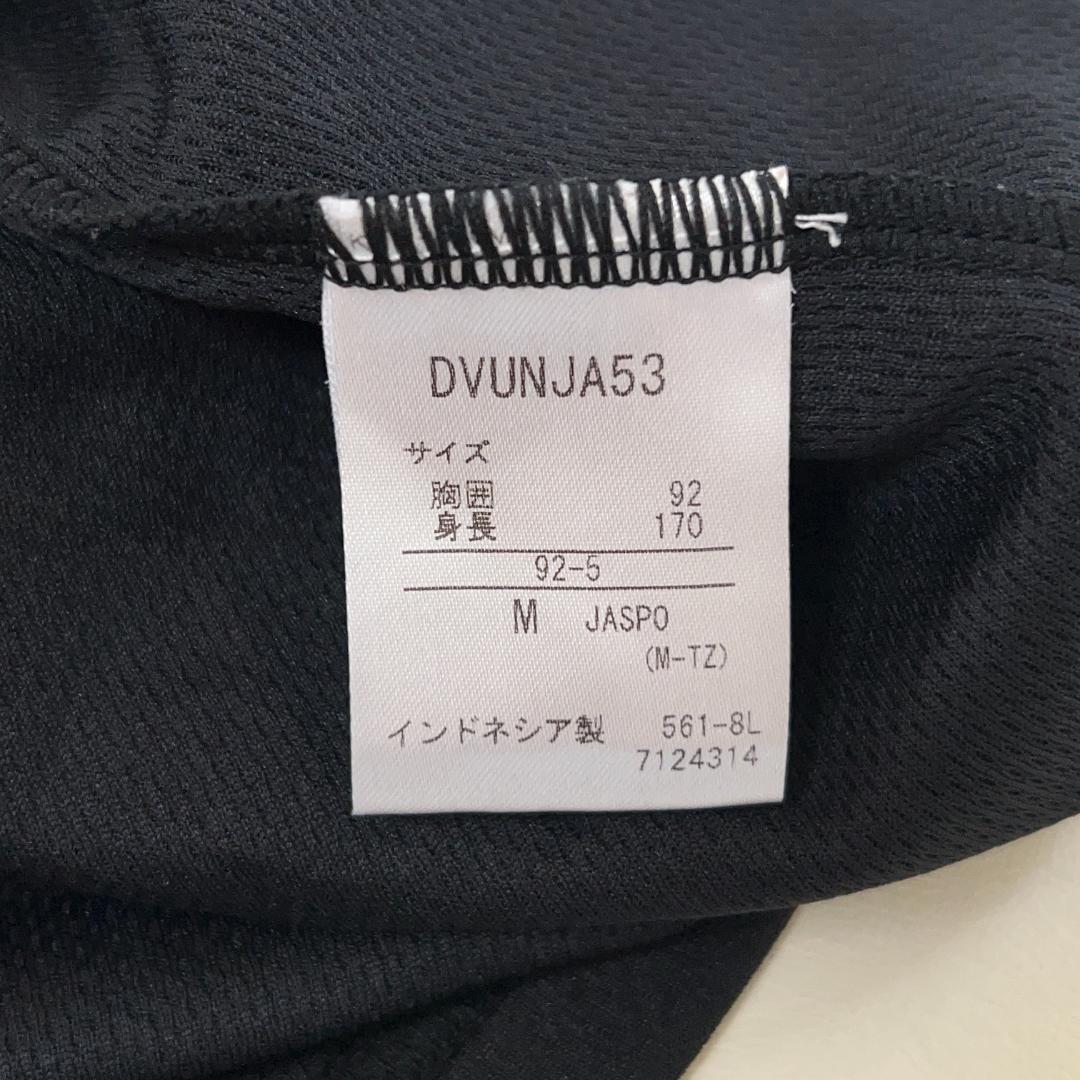 DVUNJA53
サイズ
胸囲 92
身長 170
92-5
M JASPO
(M-TZ)
インドネシア製 561-8L
7124314